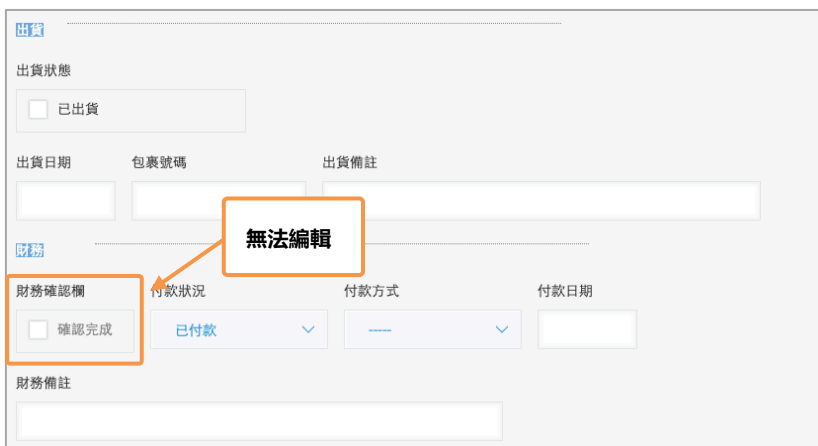 出貨
出貨狀態
已出貨
出貨日期 包裹號碼 出貨備註
無法編輯
財務
財務確認欄 付款狀況 付款方式 付款日期
確認完成 已付款 -----
財務備註